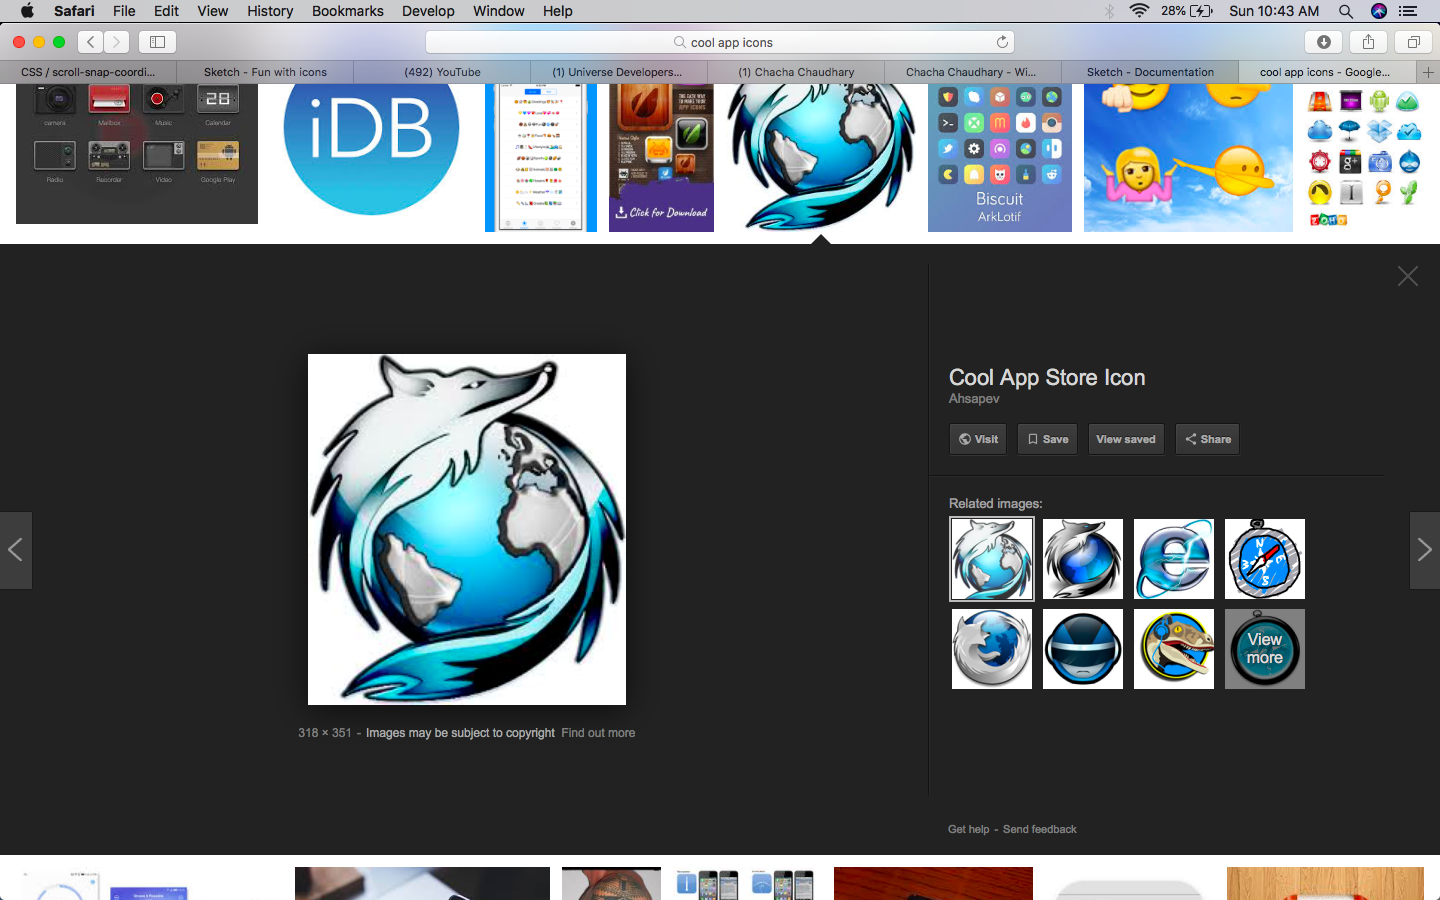 Safari File Edit View History Bookmarks Develop Window Help 28% Sun 10:43 AM
cool app icons
CSS / scroll-snap-coordi... Sketch - Fun with icons (492) YouTube (1) Universe Developers... (1) Chacha Chaudhary Chacha Chaudhary - Wi... Sketch - Documentation cool app icons - Google...
28
camera Mailbox Music Calendar
Radio Recorder Video Google Play
iDB
Click for Download
Biscuit
ArkLotif
g+
ZOHO
Cool App Store Icon
Ahsapev
Visit Save View saved Share
Related images:
N
E
S
View
more
318 × 351 - Images may be subject to copyright Find out more
Get help - Send feedback